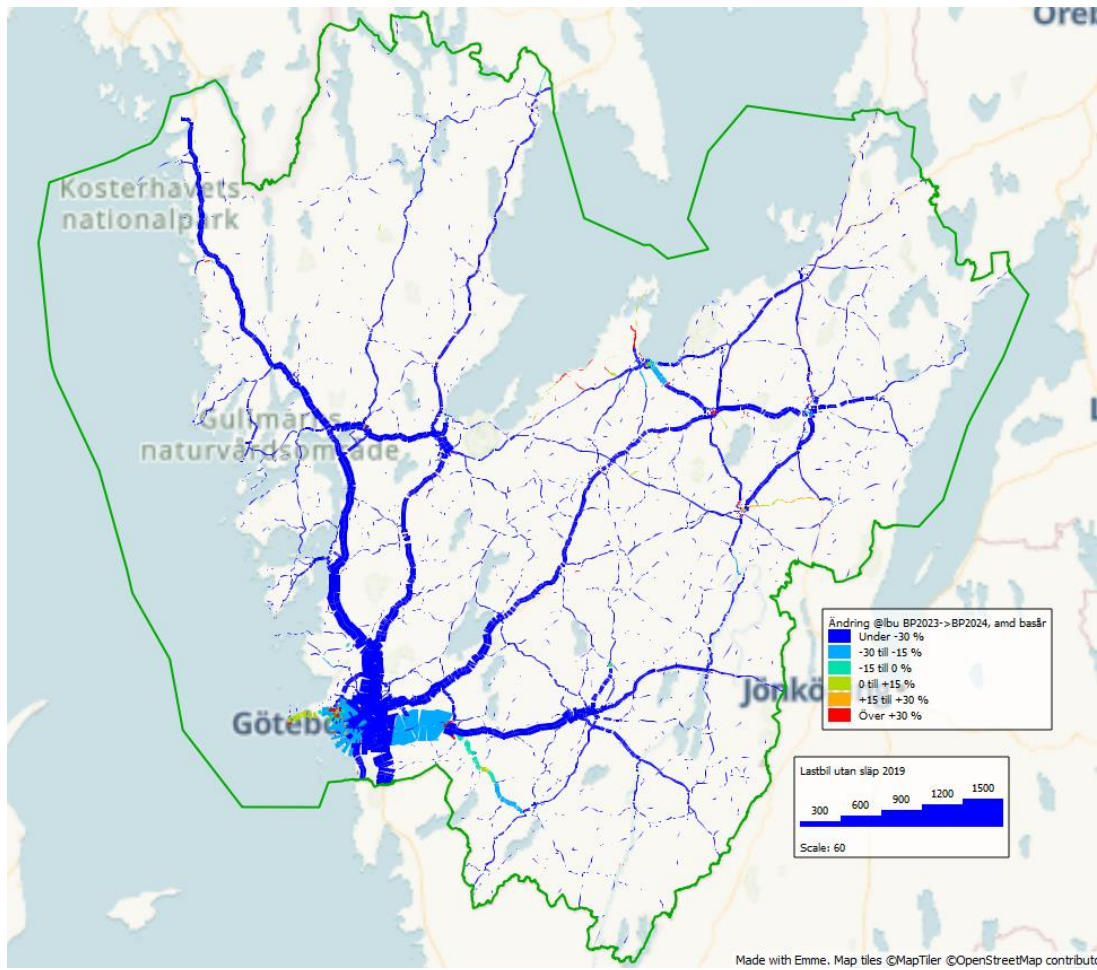 Öreb
Kosterhavets
nationalpark
Gullmarns
naturvårdsområde
L
Ändring @lbu BP2023->BP2024, amd basår
Under -30 %
-30 till -15 %
-15 till 0 %
0 till +15 %
+15 till +30 %
Över +30 %
Jönkö
Götebo
Lastbil utan släp 2019
300 600 900 1200 1500
Scale: 60
Made with Emme. Map tiles ©MapTiler ©OpenStreetMap contributo